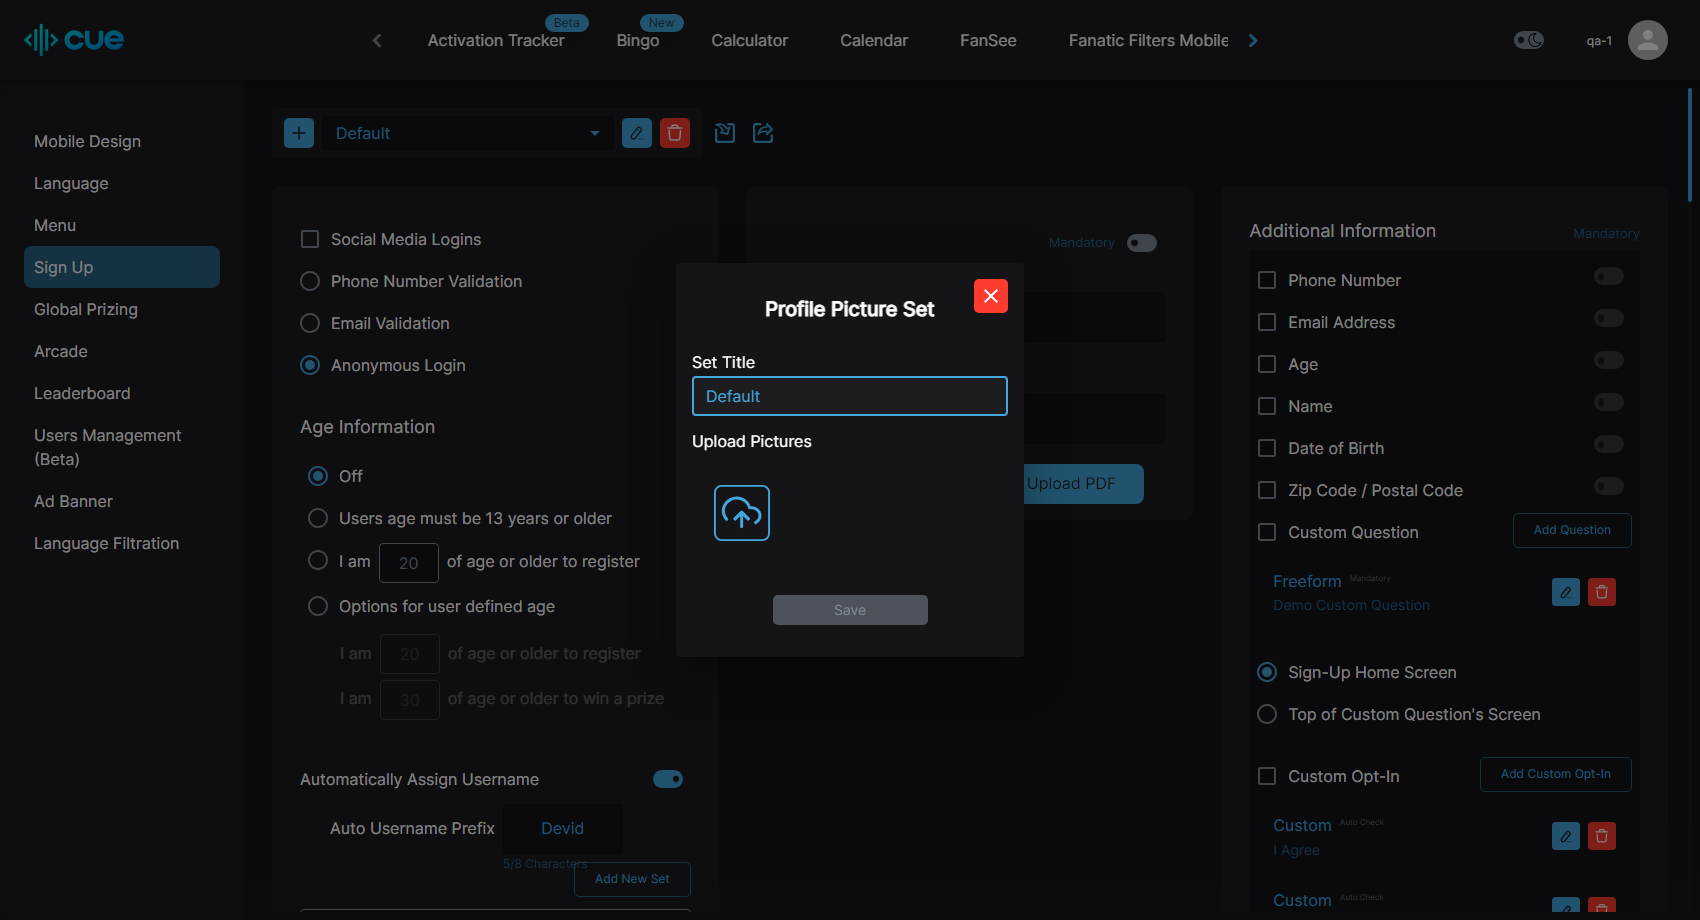 cue
Activation Tracker
Beta
Bingo
New
Calculator
Calendar
FanSee
Fanatic Filters Mobile
qa-1
Mobile Design
Language
Menu
Sign Up
Global Prizing
Arcade
Leaderboard
Users Management
(Beta)
Ad Banner
Language Filtration
Default
Social Media Logins
Phone Number Validation
Email Validation
Anonymous Login
Age Information
Off
Users age must be 13 years or older
I am 20 of age or older to register
Options for user defined age
I am 20 of age or older to register
I am 30 of age or older to win a prize
Automatically Assign Username
Auto Username Prefix Devid
5/8 Characters
Add New Set
Mandatory
Upload PDF
Profile Picture Set
Set Title
Default
Upload Pictures
Save
Additional Information Mandatory
Phone Number
Email Address
Age
Name
Date of Birth
Zip Code / Postal Code
Custom Question Add Question
Freeform Mandatory
Demo Custom Question
Sign-Up Home Screen
Top of Custom Question's Screen
Custom Opt-In Add Custom Opt-In
Custom Auto Check
I Agree
Custom Auto Check